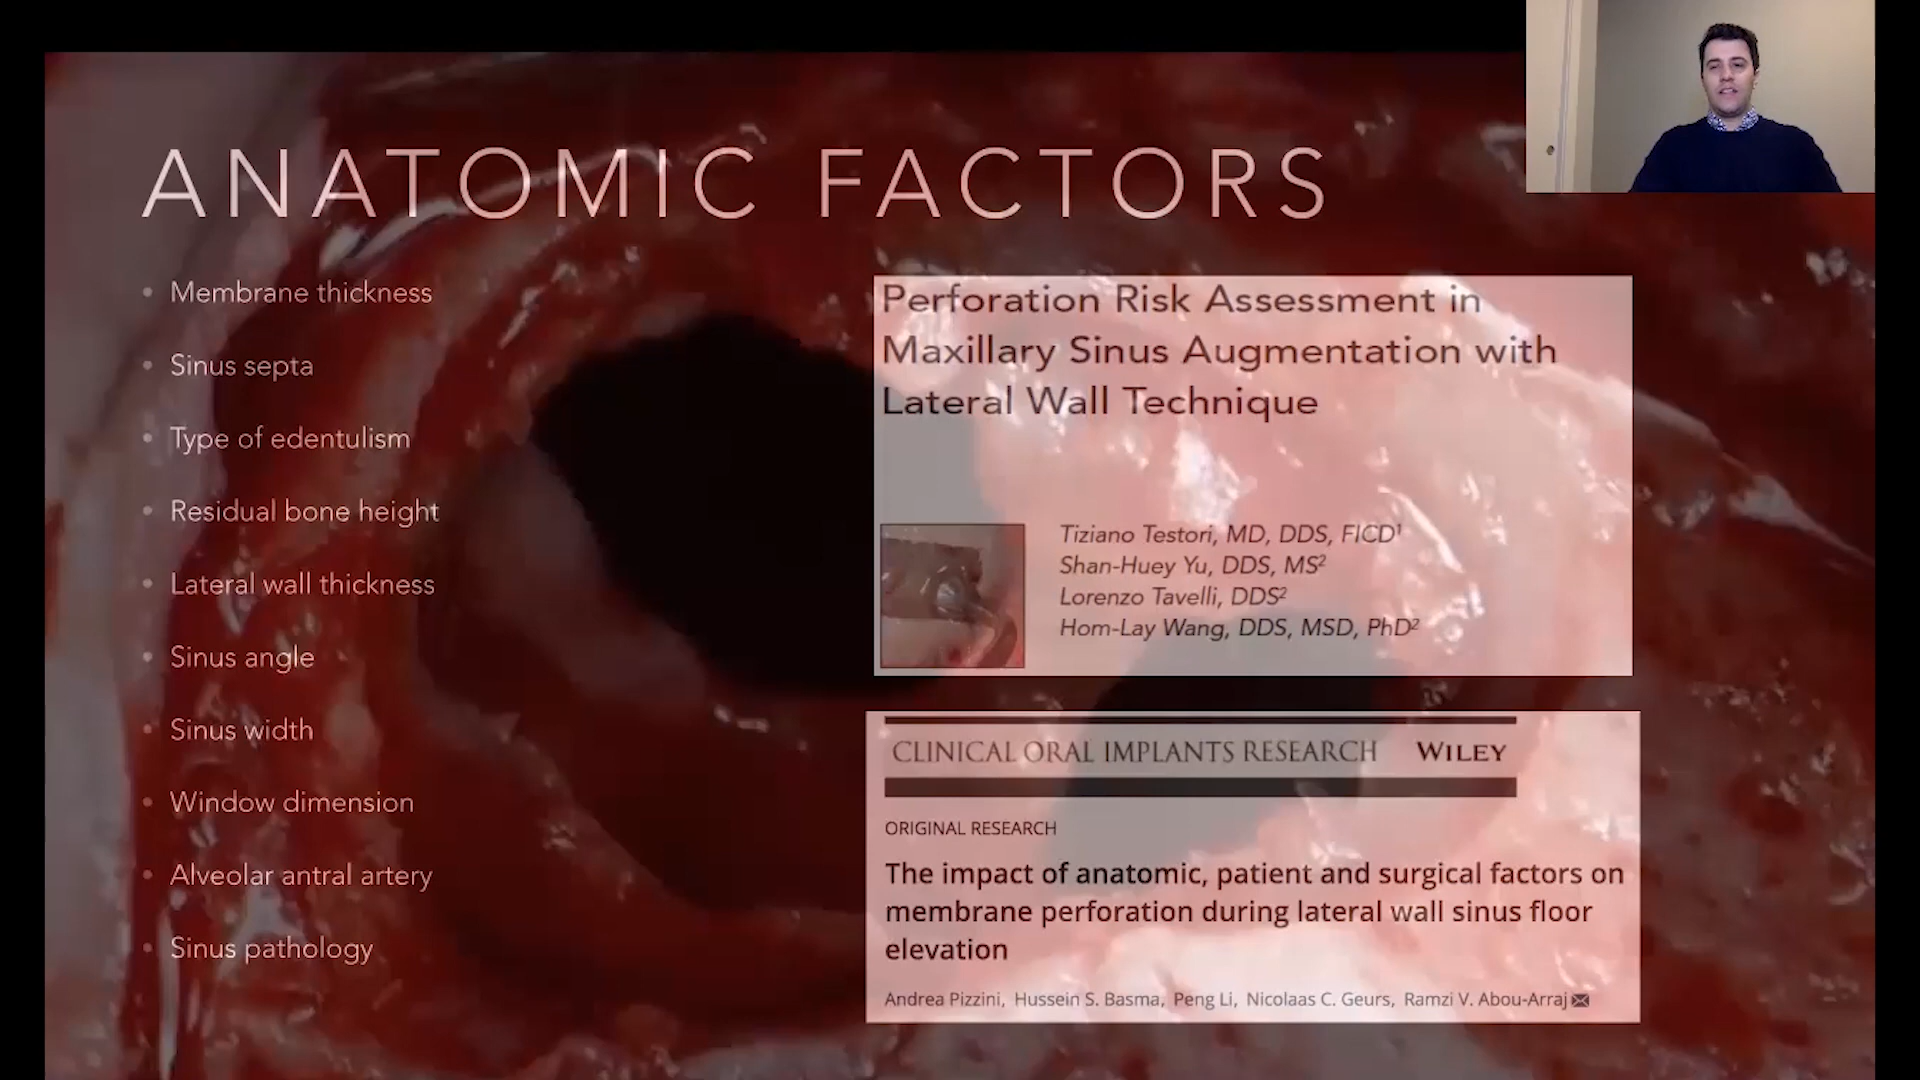 ANATOMIC FACTORS
• Membrane thickness
• Sinus septa
• Type of edentulism
• Residual bone height
• Lateral wall thickness
• Sinus angle
• Sinus width
• Window dimension
• Alveolar antral artery
• Sinus pathology
Perforation Risk Assessment in
Maxillary Sinus Augmentation with
Lateral Wall Technique
Tiziano Testori, MD, DDS, FICD¹
Shan-Huey Yu, DDS, MS²
Lorenzo Tavelli, DDS²
Hom-Lay Wang, DDS, MSD, PhD²
CLINICAL ORAL IMPLANTS RESEARCH WILEY
ORIGINAL RESEARCH
The impact of anatomic, patient and surgical factors on
membrane perforation during lateral wall sinus floor
elevation
Andrea Pizzini, Hussein S. Basma, Peng Li, Nicolaas C. Geurs, Ramzi V. Abou-Arraj